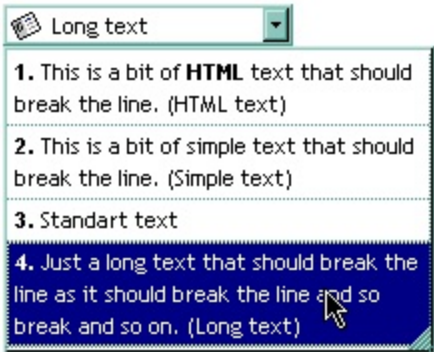 Long text
1. This is a bit of HTML text that should
break the line. (HTML text)
2. This is a bit of simple text that should
break the line. (Simple text)
3. Standart text
4. Just a long text that should break the
line as it should break the line and so
break and so on. (Long text)